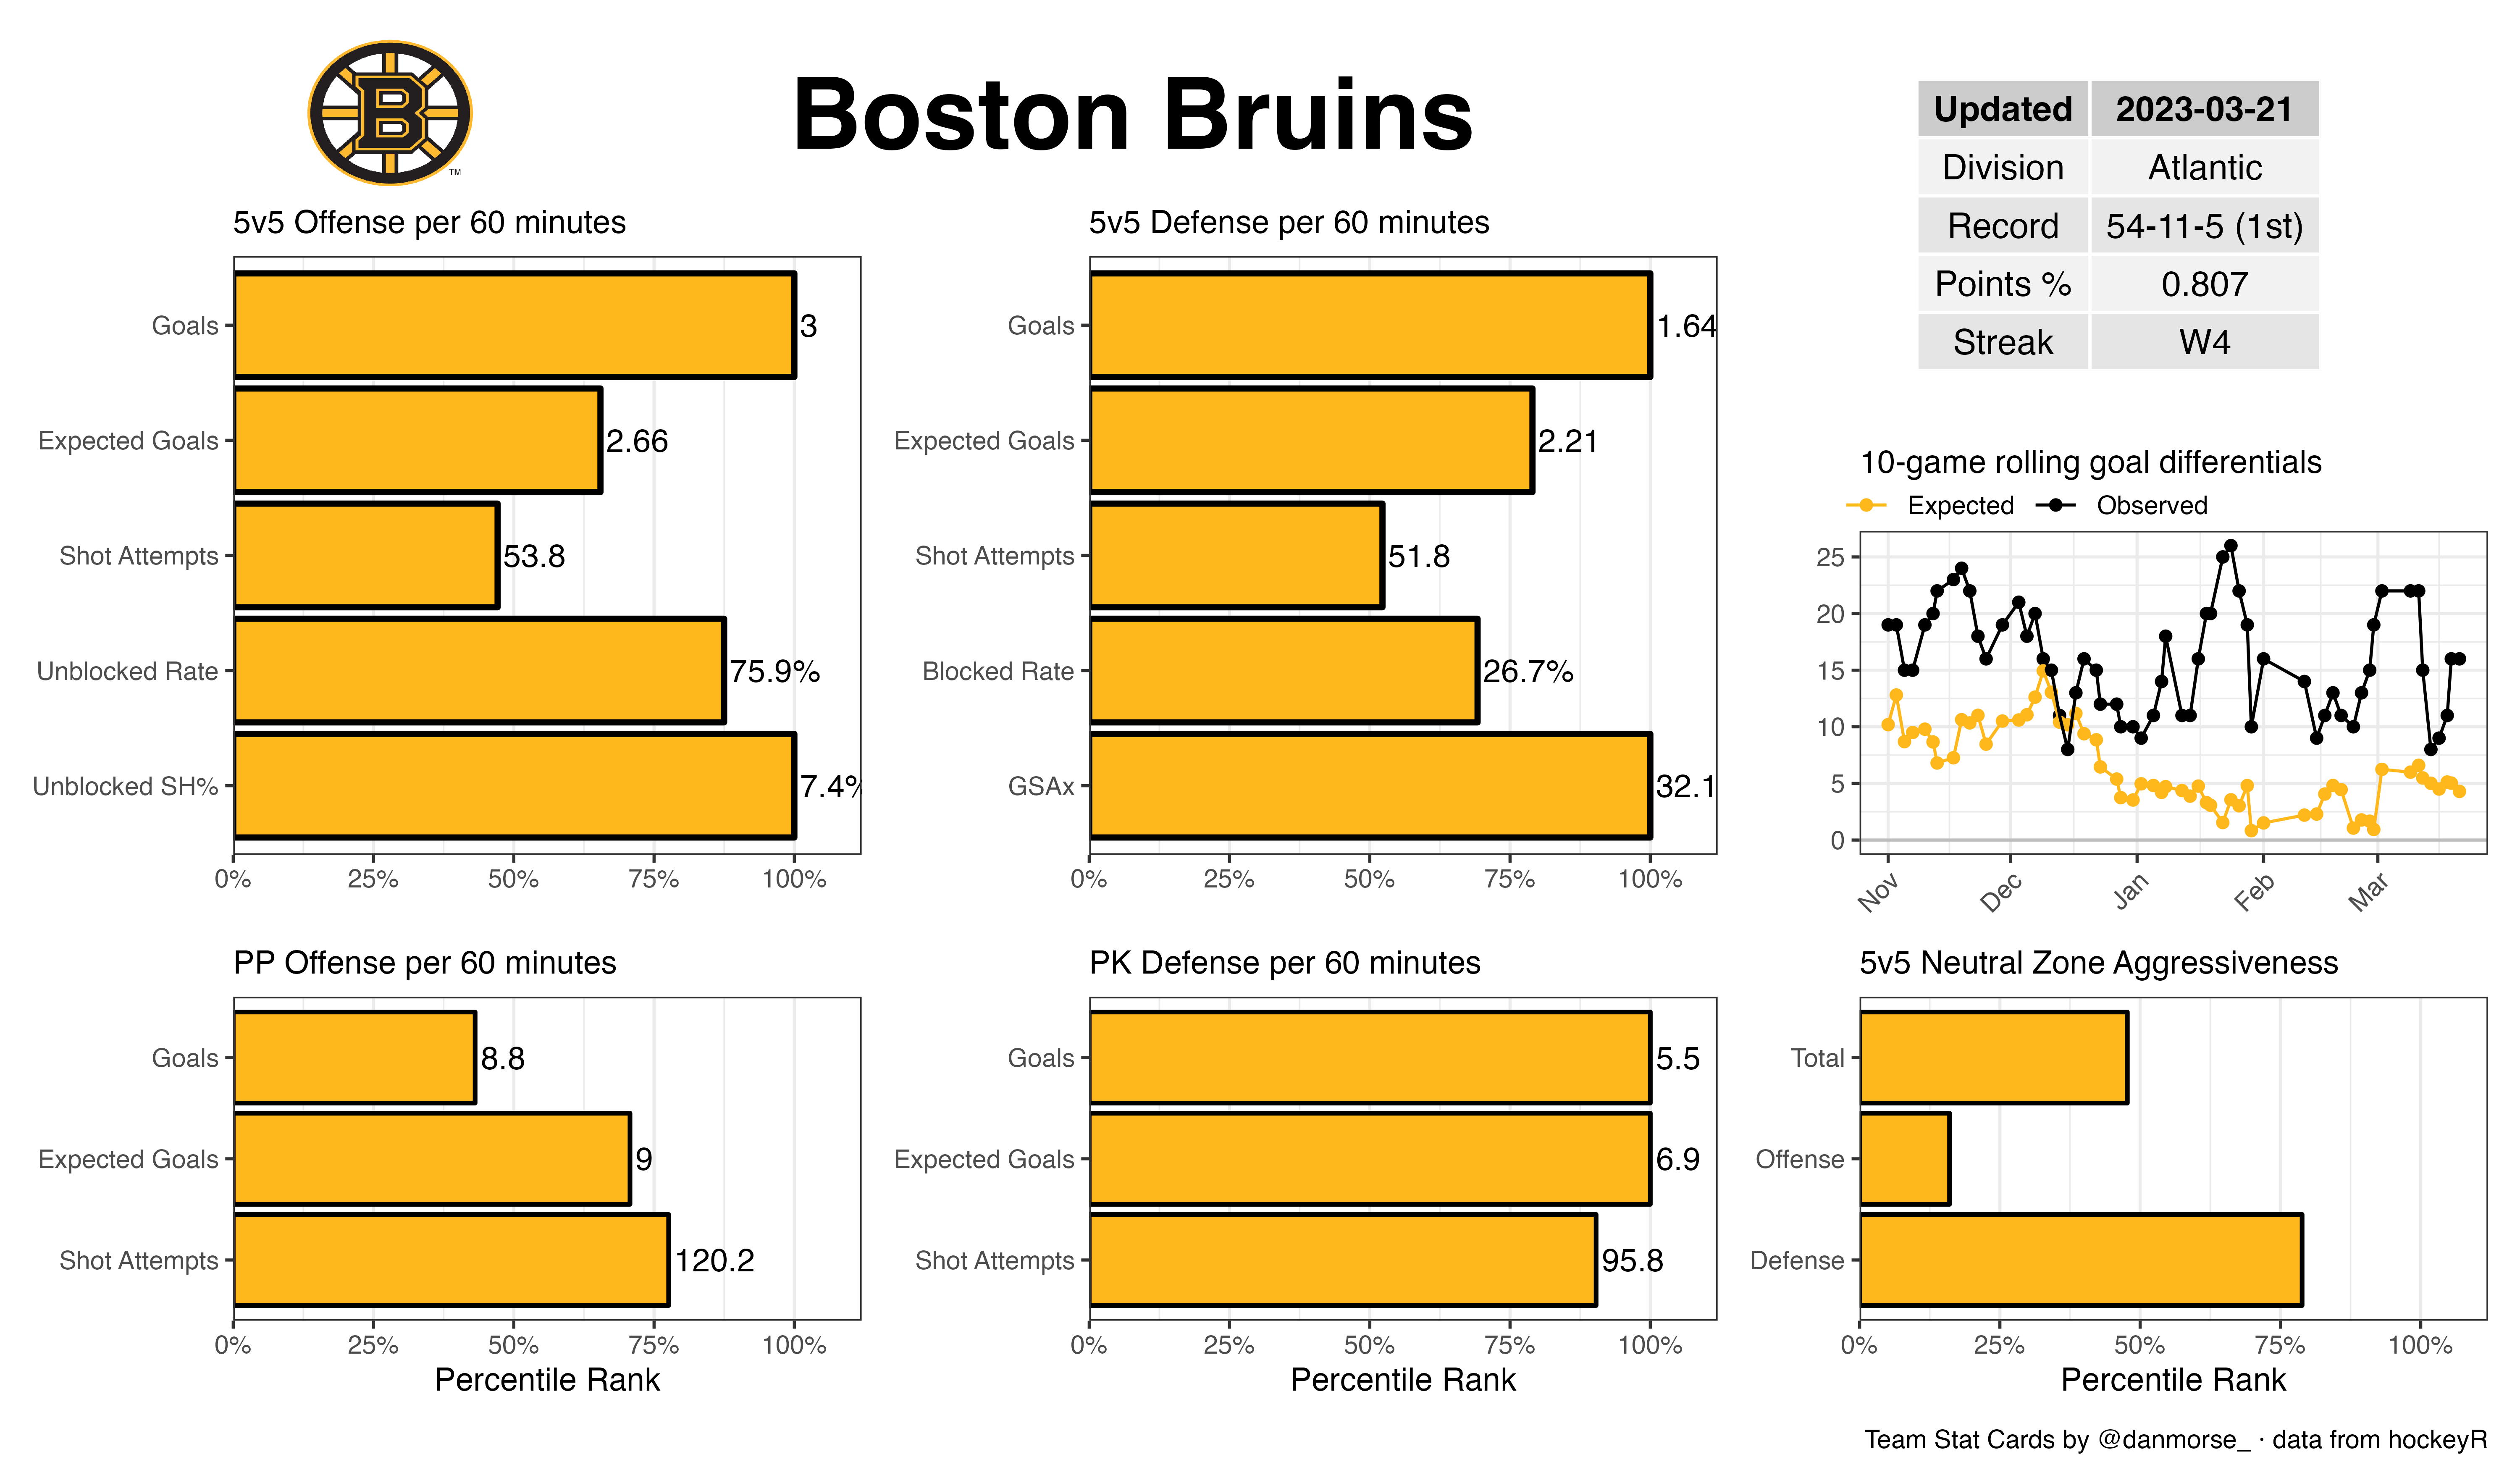 B
TM
Boston Bruins
Updated 2023-03-21
Division Atlantic
Record 54-11-5 (1st)
Points % 0.807
Streak W4
5v5 Offense per 60 minutes
Goals 3
Expected Goals 2.66
Shot Attempts 53.8
Unblocked Rate 75.9%
Unblocked SH% 7.4%
0% 25% 50% 75% 100%
5v5 Defense per 60 minutes
Goals 1.64
Expected Goals 2.21
Shot Attempts 51.8
Blocked Rate 26.7%
GSAx 32.1
0% 25% 50% 75% 100%
10-game rolling goal differentials
Expected Observed
25
20
15
10
5
0
Nov Dec Jan Feb Mar
PP Offense per 60 minutes
Goals 8.8
Expected Goals 9
Shot Attempts 120.2
0% 25% 50% 75% 100%
Percentile Rank
PK Defense per 60 minutes
Goals 5.5
Expected Goals 6.9
Shot Attempts 95.8
0% 25% 50% 75% 100%
Percentile Rank
5v5 Neutral Zone Aggressiveness
Total
Offense
Defense
0% 25% 50% 75% 100%
Percentile Rank
Team Stat Cards by @danmorse_ · data from hockeyR